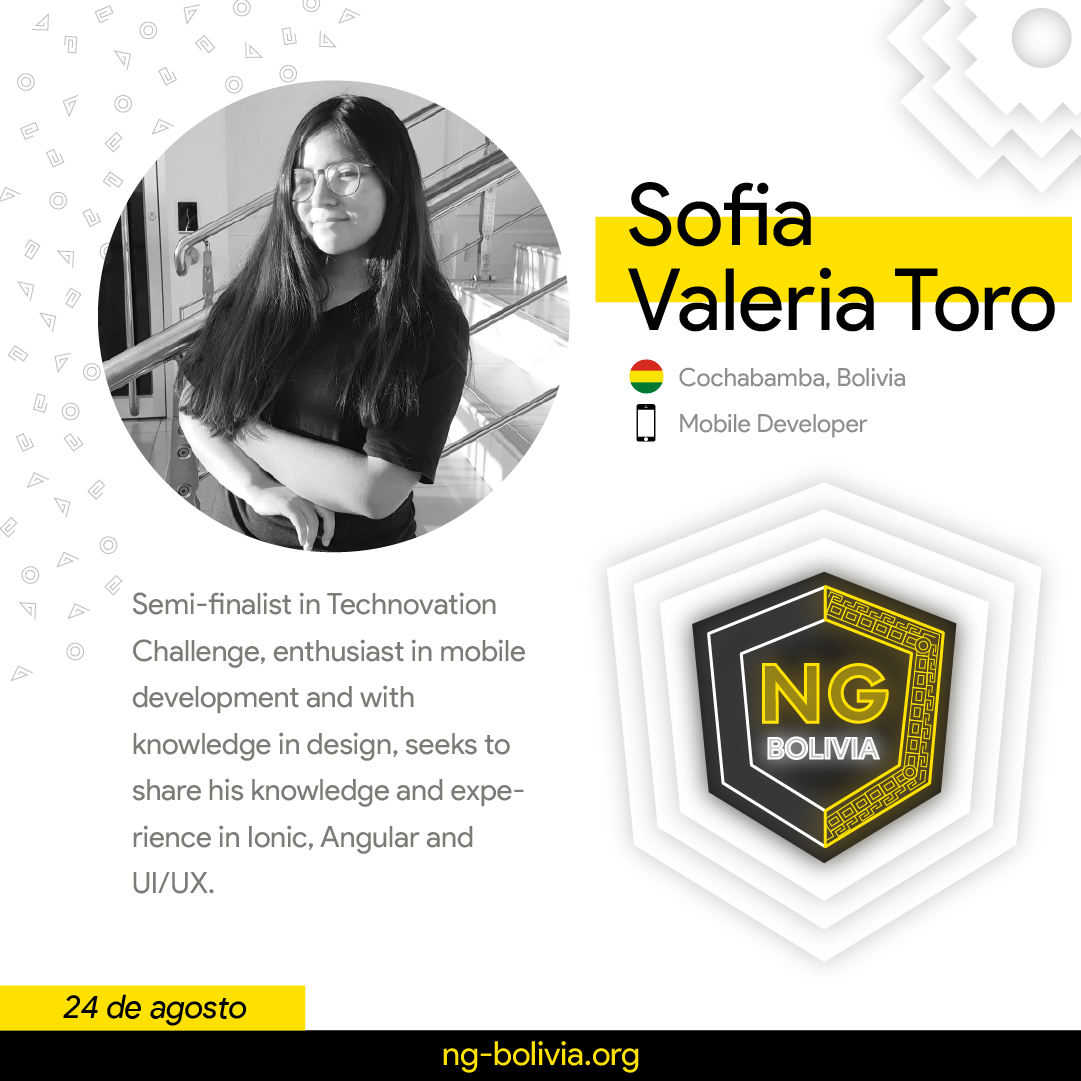 Sofia
Valeria Toro
Cochabamba, Bolivia
Mobile Developer
Semi-finalist in Technovation
Challenge, enthusiast in mobile
development and with
knowledge in design, seeks to
share his knowledge and expe-
rience in Ionic, Angular and
UI/UX.
NG
BOLIVIA
24 de agosto
ng-bolivia.org